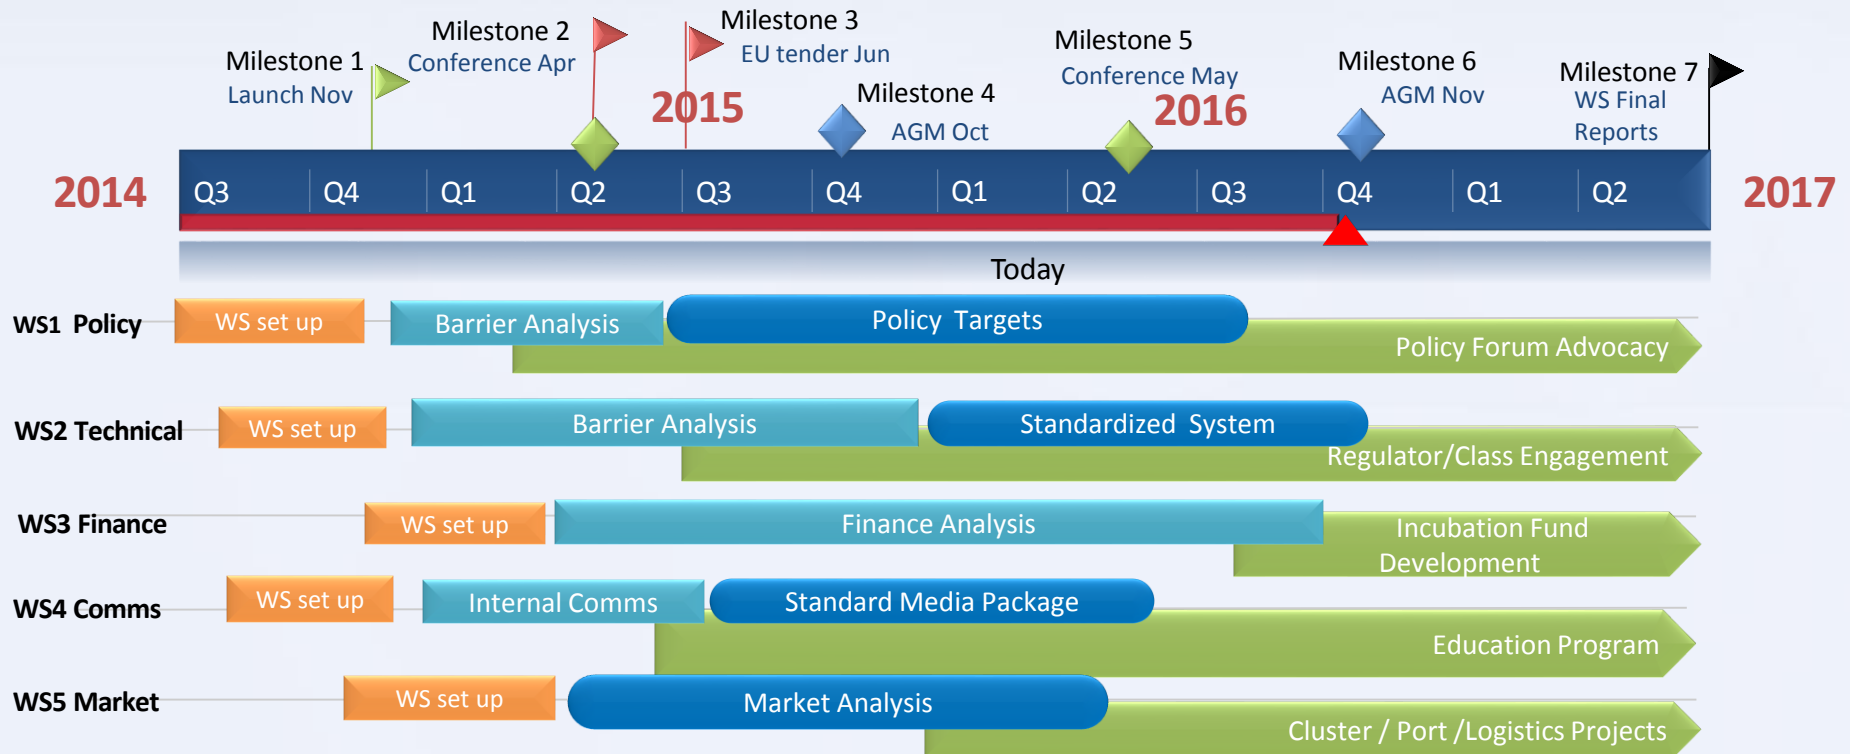 Milestone 1
Launch Nov
Milestone 2
Conference Apr
Milestone 3
EU tender Jun
Milestone 4
AGM Oct
Milestone 5
Conference May
Milestone 6
AGM Nov
Milestone 7
WS Final
Reports
2015
2016
2014
Q3 Q4 Q1 Q2 Q3 Q4 Q1 Q2 Q3 Q4 Q1 Q2
2017
Today
WS1 Policy
WS set up
Barrier Analysis
Policy Targets
Policy Forum Advocacy
WS2 Technical
WS set up
Barrier Analysis
Standardized System
Regulator/Class Engagement
WS3 Finance
WS set up
Finance Analysis
Incubation Fund
Development
WS4 Comms
WS set up
Internal Comms
Standard Media Package
Education Program
WS5 Market
WS set up
Market Analysis
Cluster / Port /Logistics Projects